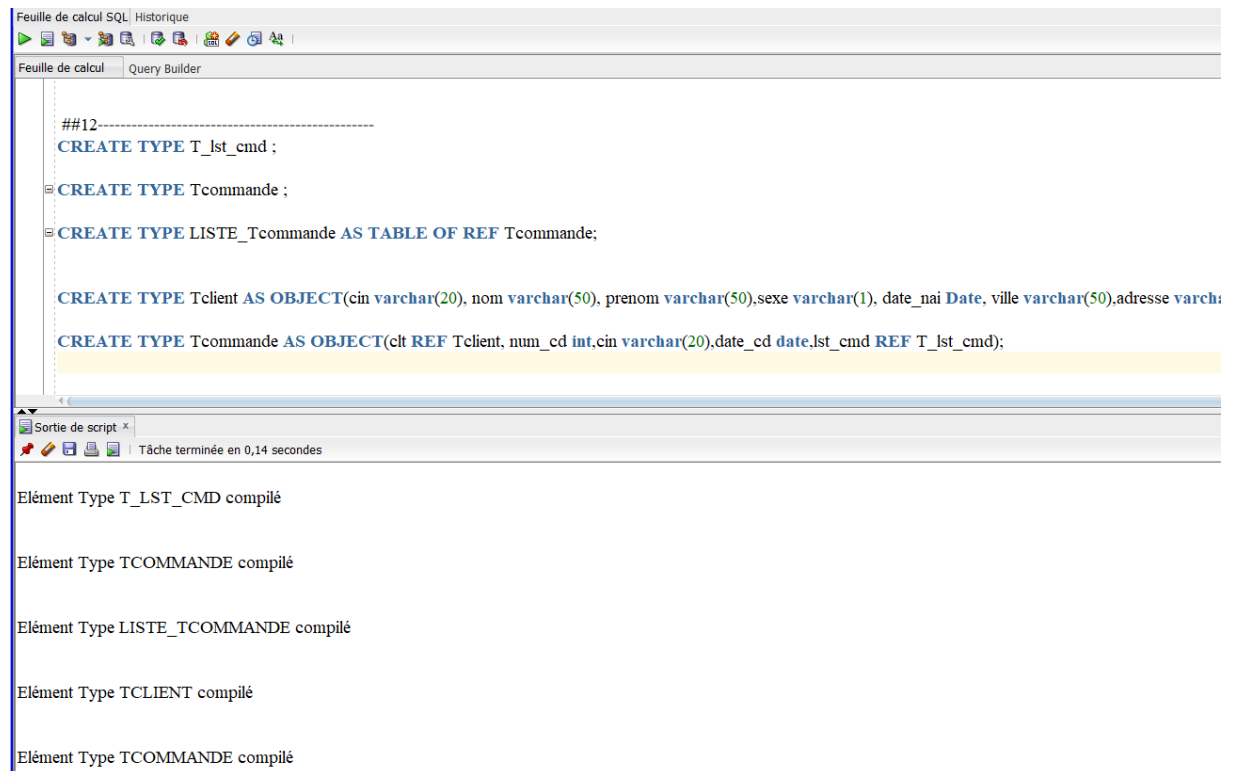 Feuille de calcul SQL Historique
Feuille de calcul Query Builder
##12-------------------------------------------------
CREATE TYPE T_lst_cmd ;
CREATE TYPE Tcommande ;
CREATE TYPE LISTE_Tcommande AS TABLE OF REF Tcommande;
CREATE TYPE Tclient AS OBJECT(cin varchar(20), nom varchar(50), prenom varchar(50),sexe varchar(1), date_nai Date, ville varchar(50),adresse
CREATE TYPE Tcommande AS OBJECT(clt REF Tclient, num_cd int,cin varchar(20),date_cd date,lst_cmd REF T_lst_cmd);
Sortie de script ×
Tâche terminée en 0,14 secondes
Elément Type T_LST_CMD compilé
Elément Type TCOMMANDE compilé
Elément Type LISTE_TCOMMANDE compilé
Elément Type TCLIENT compilé
Elément Type TCOMMANDE compilé